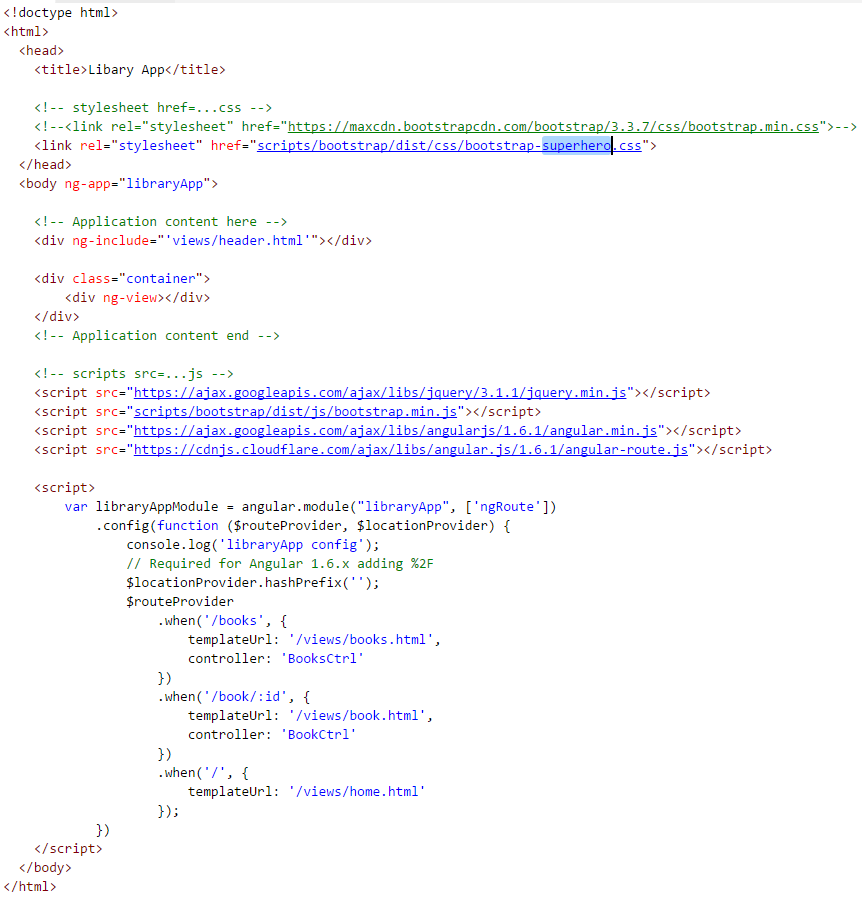 <!doctype html>
<html>
  <head>
    <title>Libary App</title>

    <!-- stylesheet href=...css -->
    <!--<link rel="stylesheet" href="https://maxcdn.bootstrapcdn.com/bootstrap/3.3.7/css/bootstrap.min.css">-->
    <link rel="stylesheet" href="scripts/bootstrap/dist/css/bootstrap-superhero.css">
  </head>
  <body ng-app="libraryApp">

    <!-- Application content here -->
    <div ng-include="'views/header.html'"></div>

    <div class="container">
        <div ng-view></div>
    </div>
    <!-- Application content end -->

    <!-- scripts src=...js -->
    <script src="https://ajax.googleapis.com/ajax/libs/jquery/3.1.1/jquery.min.js"></script>
    <script src="scripts/bootstrap/dist/js/bootstrap.min.js"></script>
    <script src="https://ajax.googleapis.com/ajax/libs/angularjs/1.6.1/angular.min.js"></script>
    <script src="https://cdnjs.cloudflare.com/ajax/libs/angular.js/1.6.1/angular-route.js"></script>

    <script>
        var libraryAppModule = angular.module("libraryApp", ['ngRoute'])
            .config(function ($routeProvider, $locationProvider) {
                console.log('libraryApp config');
                // Required for Angular 1.6.x adding %2F
                $locationProvider.hashPrefix('');
                $routeProvider
                    .when('/books', {
                        templateUrl: '/views/books.html',
                        controller: 'BooksCtrl'
                    })
                    .when('/book/:id', {
                        templateUrl: '/views/book.html',
                        controller: 'BookCtrl'
                    })
                    .when('/', {
                        templateUrl: '/views/home.html'
                    });
            })
    </script>
  </body>
</html>